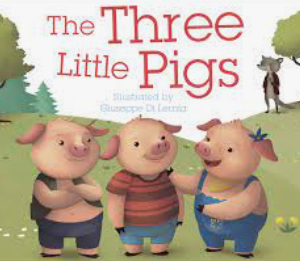 The Three
Little Pigs
Illustrated by
Giuseppe Di Lernia